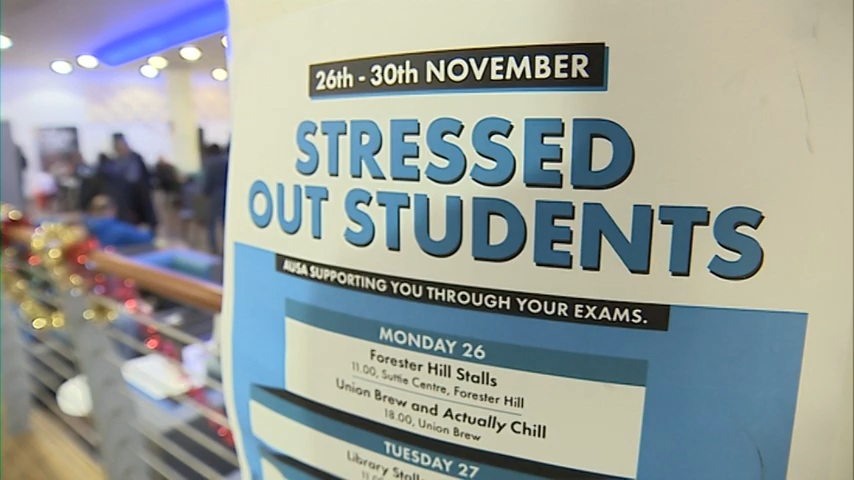 26th - 30th NOVEMBER
STRESSED
OUT STUDENTS
AUSA SUPPORTING YOU THROUGH YOUR EXAMS.
MONDAY 26
Forester Hill Stalls
11.00, Suttie Centre, Forester Hill
Union Brew and Actually Chill
18.00, Union Brew
TUESDAY 27
Library Stalls